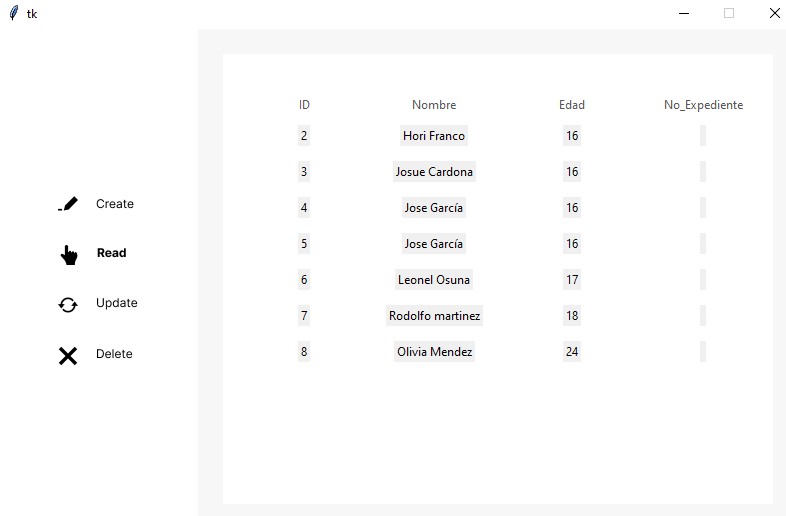 tk
Create
Read
Update
Delete
ID Nombre Edad No_Expediente
2 Hori Franco 16
3 Josue Cardona 16
4 Jose García 16
5 Jose García 16
6 Leonel Osuna 17
7 Rodolfo martinez 18
8 Olivia Mendez 24